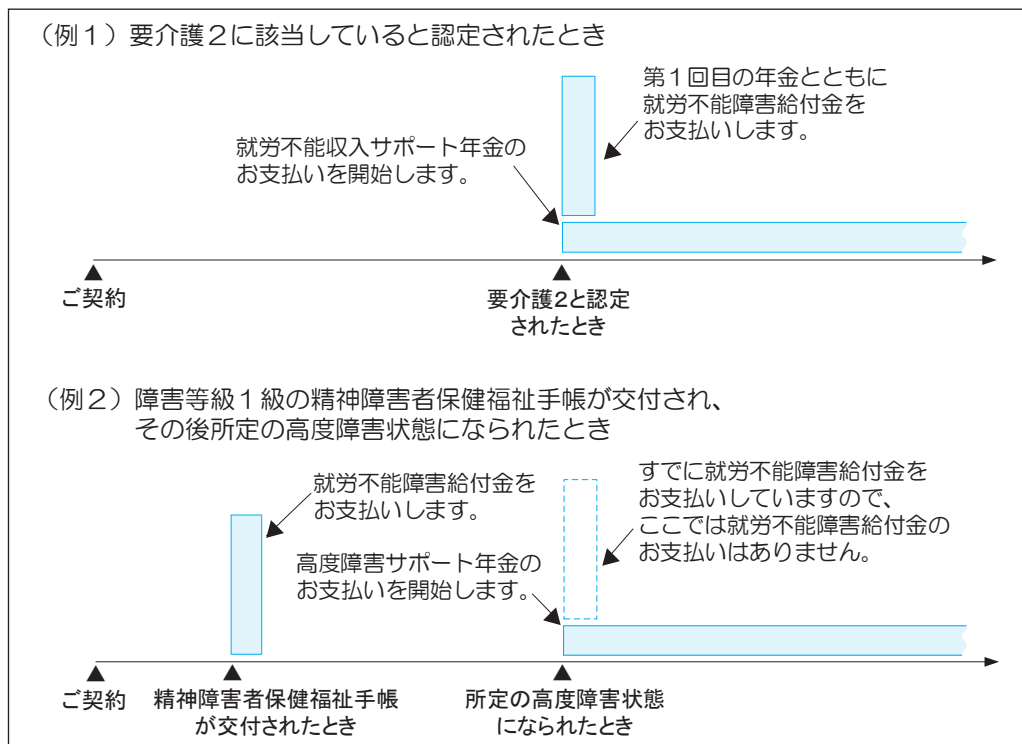 （例１）要介護２に該当していると認定されたとき
第１回目の年金とともに
就労不能障害給付金を
お支払いします。
就労不能収入サポート年金の
お支払いを開始します。
ご契約
要介護2と認定
されたとき
（例２）障害等級１級の精神障害者保健福祉手帳が交付され、
その後所定の高度障害状態になられたとき
就労不能障害給付金を
お支払いします。
すでに就労不能障害給付金を
お支払いしていますので、
ここでは就労不能障害給付金の
お支払いはありません。
高度障害サポート年金の
お支払いを開始します。
ご契約
精神障害者保健福祉手帳
が交付されたとき
所定の高度障害状態
になられたとき